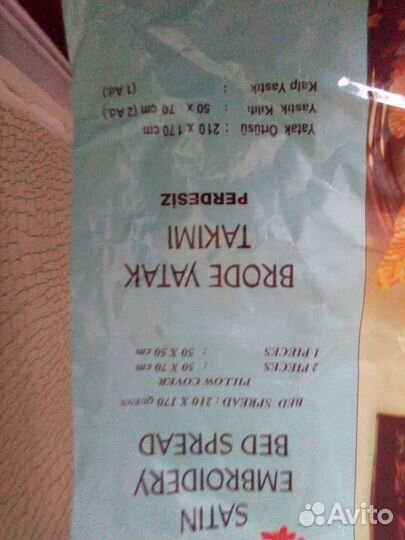 SATIN
EMBROIDERY
BED SPREAD
BED SPREAD : 210 X 170
PILLOW COVER
2 PIECES : 50 X 70 cm
1 PIECES : 50 X 50 cm
BRODE YATAK
TAKIMI
PERDESİZ
Yatak Örtüsü : 210 x 170 cm
Yastık Kılıfı : 50 x 70 cm (2 Ad.)
Kalp Yastık : (1 Ad.)
Avito